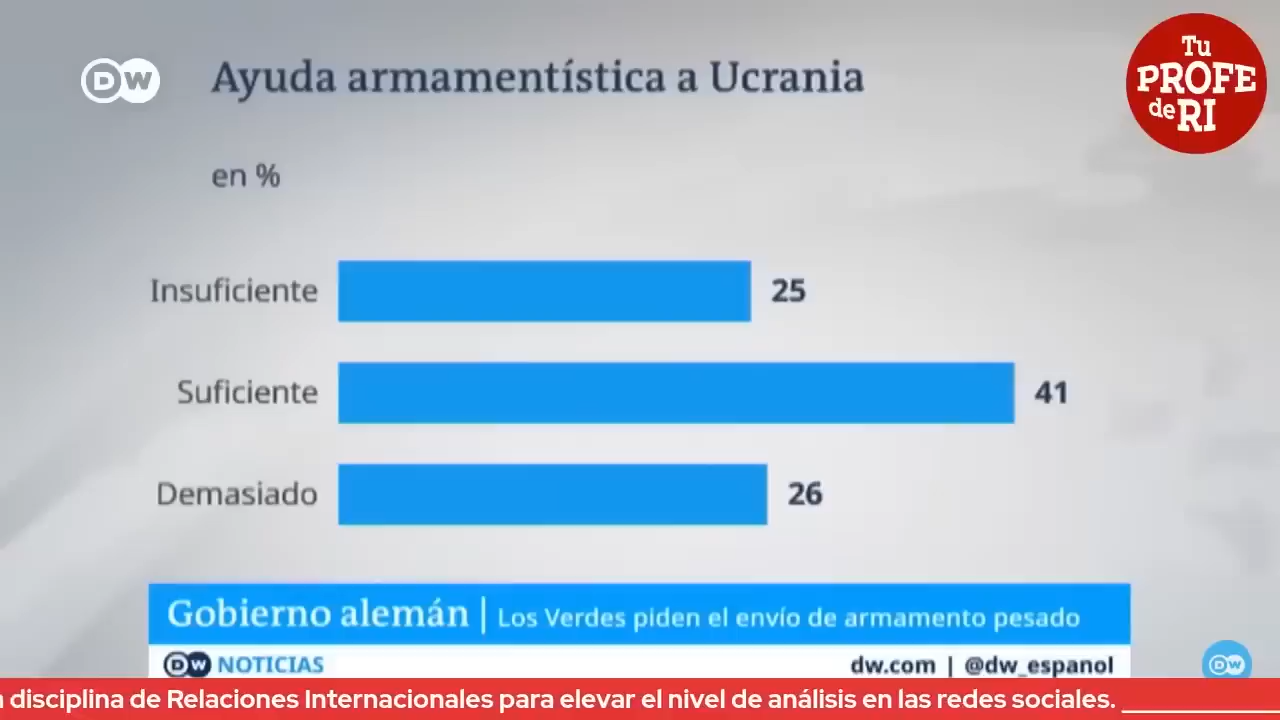 DW
Ayuda armamentística a Ucrania
Tu
PROFE
de RI
en %
Insuficiente 25
Suficiente 41
Demasiado 26
Gobierno alemán | Los Verdes piden el envío de armamento pesado
DW NOTICIAS dw.com | @dw_espanol
DW
disciplina de Relaciones Internacionales para elevar el nivel de análisis en las redes sociales. ________